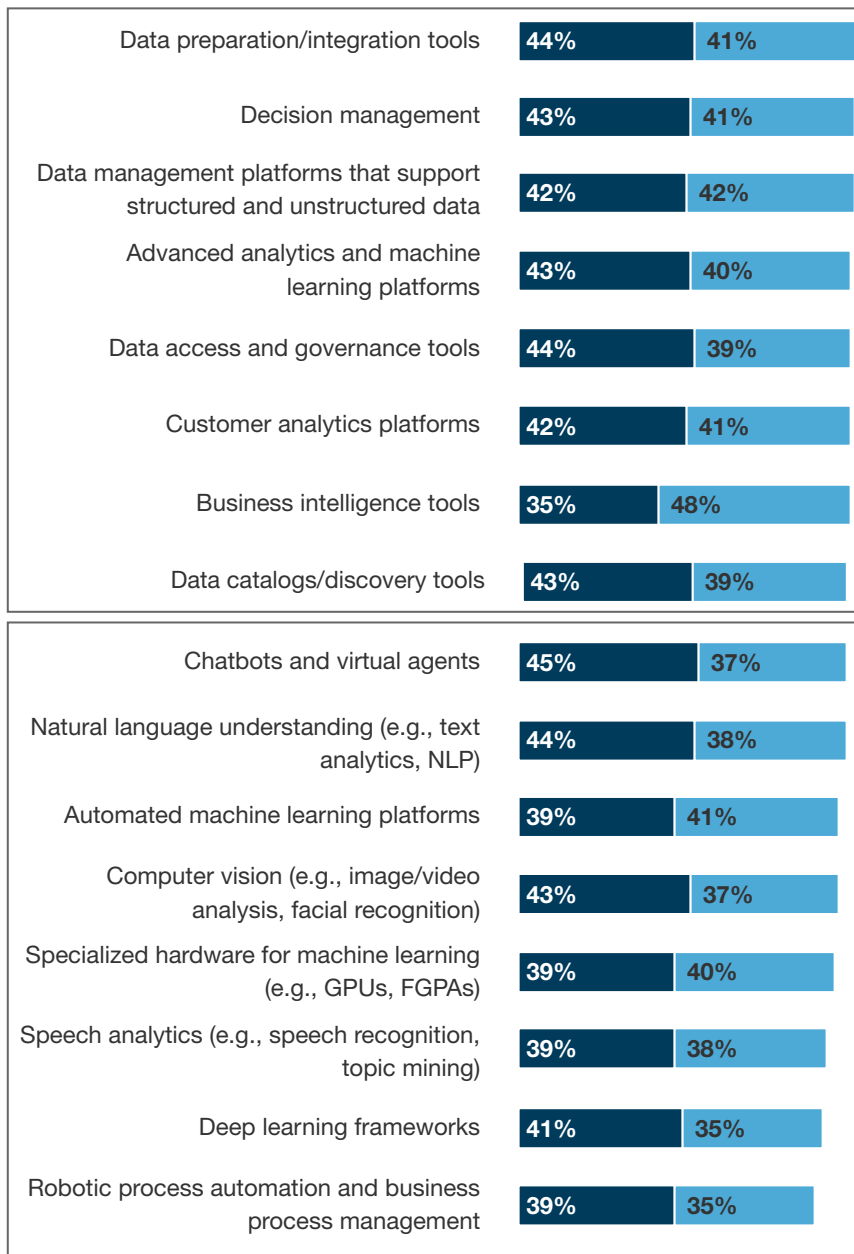 Data preparation/integration tools 44% 41%
Decision management 43% 41%
Data management platforms that support
structured and unstructured data 42% 42%
Advanced analytics and machine
learning platforms 43% 40%
Data access and governance tools 44% 39%
Customer analytics platforms 42% 41%
Business intelligence tools 35% 48%
Data catalogs/discovery tools 43% 39%
Chatbots and virtual agents 45% 37%
Natural language understanding (e.g., text
analytics, NLP) 44% 38%
Automated machine learning platforms 39% 41%
Computer vision (e.g., image/video
analysis, facial recognition) 43% 37%
Specialized hardware for machine learning
(e.g., GPUs, FGPAs) 39% 40%
Speech analytics (e.g., speech recognition,
topic mining) 39% 38%
Deep learning frameworks 41% 35%
Robotic process automation and business
process management 39% 35%